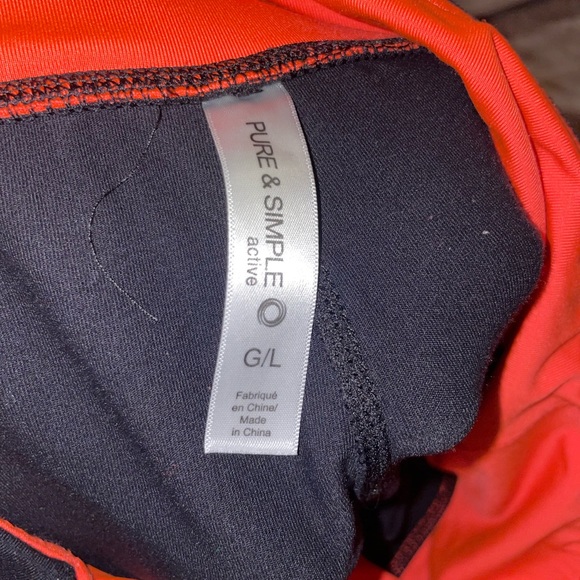 PURE & SIMPLE
active
G/L
Fabriqué
en Chine/
Made
in China